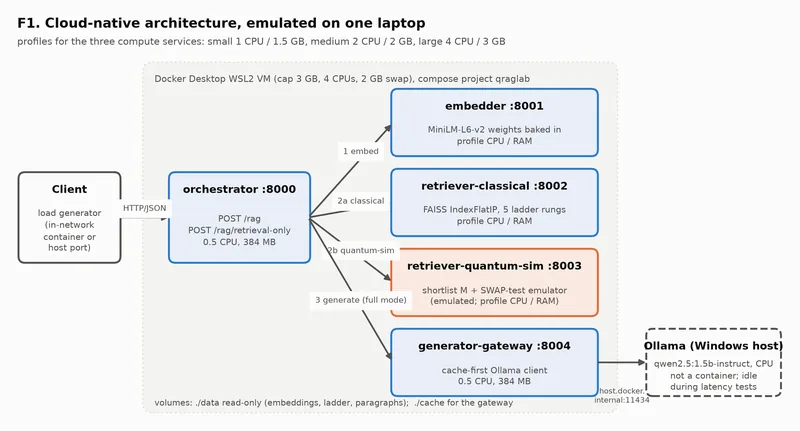 F1. Cloud-native architecture, emulated on one laptop
profiles for the three compute services: small 1 CPU / 1.5 GB, medium 2 CPU / 2 GB, large 4 CPU / 3 GB
Docker Desktop WSL2 VM (cap 3 GB, 4 CPUs, 2 GB swap), compose project qraglab
Client
load generator
(in-network
container or
host port)
HTTP/JSON
orchestrator :8000
POST /rag
POST /rag/retrieval-only
0.5 CPU, 384 MB
1 embed
2a classical
2b quantum-sim
3 generate (full mode)
embedder :8001
MiniLM-L6-v2 weights baked in
profile CPU / RAM
retriever-classical :8002
FAISS IndexFlatIP, 5 ladder rungs
profile CPU / RAM
retriever-quantum-sim :8003
shortlist M + SWAP-test emulator
(emulated; profile CPU / RAM)
generator-gateway :8004
cache-first Ollama client
0.5 CPU, 384 MB
host.docker.
internal:11434
Ollama (Windows host)
qwen2.5:1.5b-instruct, CPU
not a container; idle
during latency tests
volumes: ./data read-only (embeddings, ladder, paragraphs); ./cache for the gateway